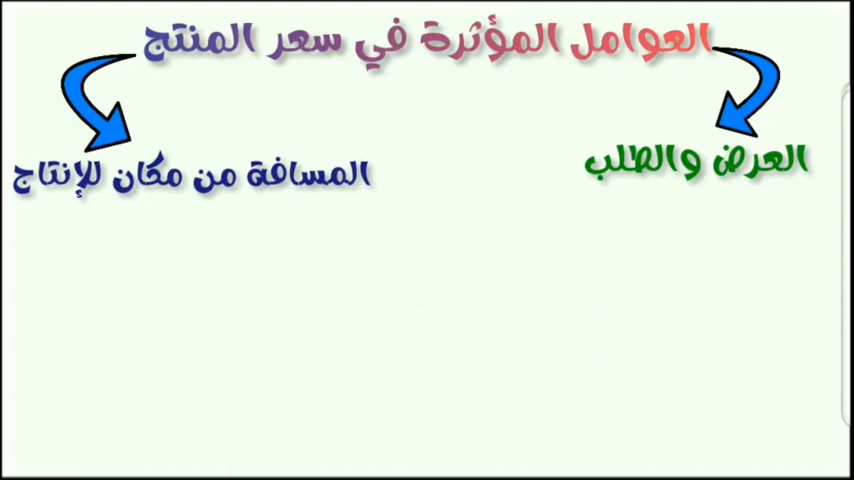 العوامل المؤثرة في سعر المنتج
العرض والطلب
المسافة من مكان للإنتاج